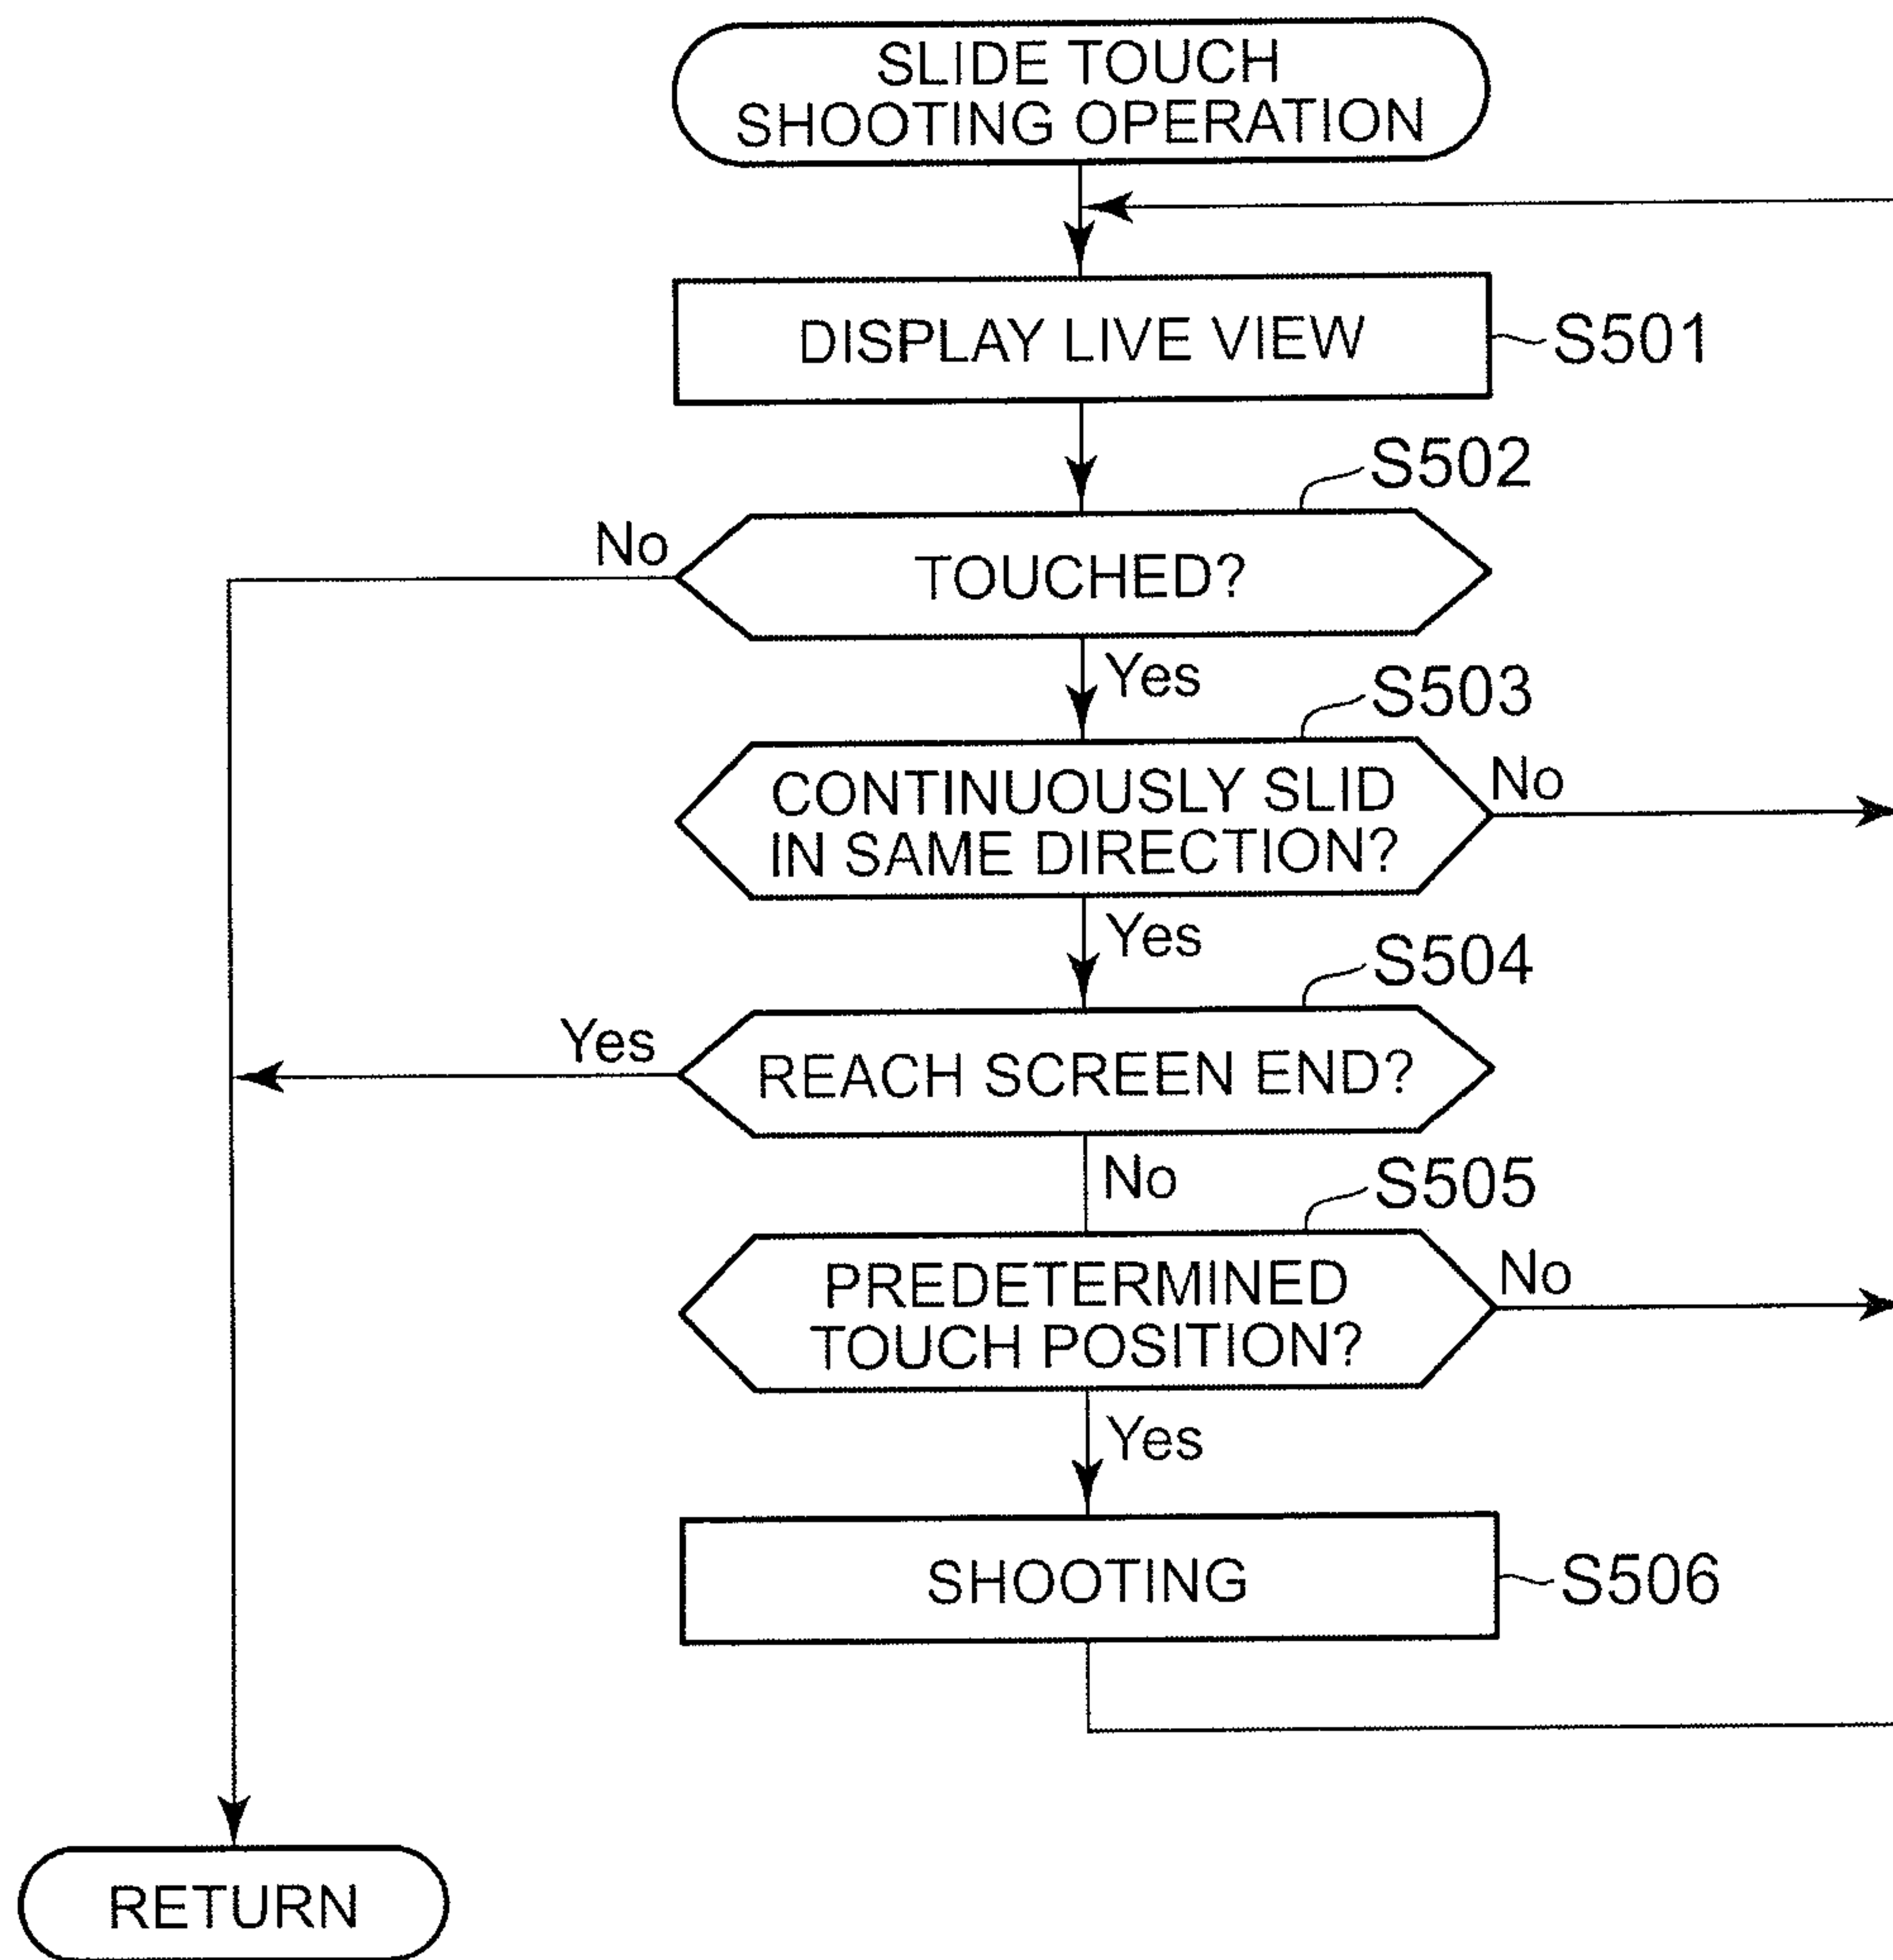 SLIDE TOUCH
SHOOTING OPERATION
DISPLAY LIVE VIEW
S501
S502
No
TOUCHED?
Yes
S503
CONTINUOUSLY SLID
IN SAME DIRECTION?
No
Yes
S504
Yes
REACH SCREEN END?
No
S505
PREDETERMINED
TOUCH POSITION?
No
Yes
SHOOTING
S506
RETURN